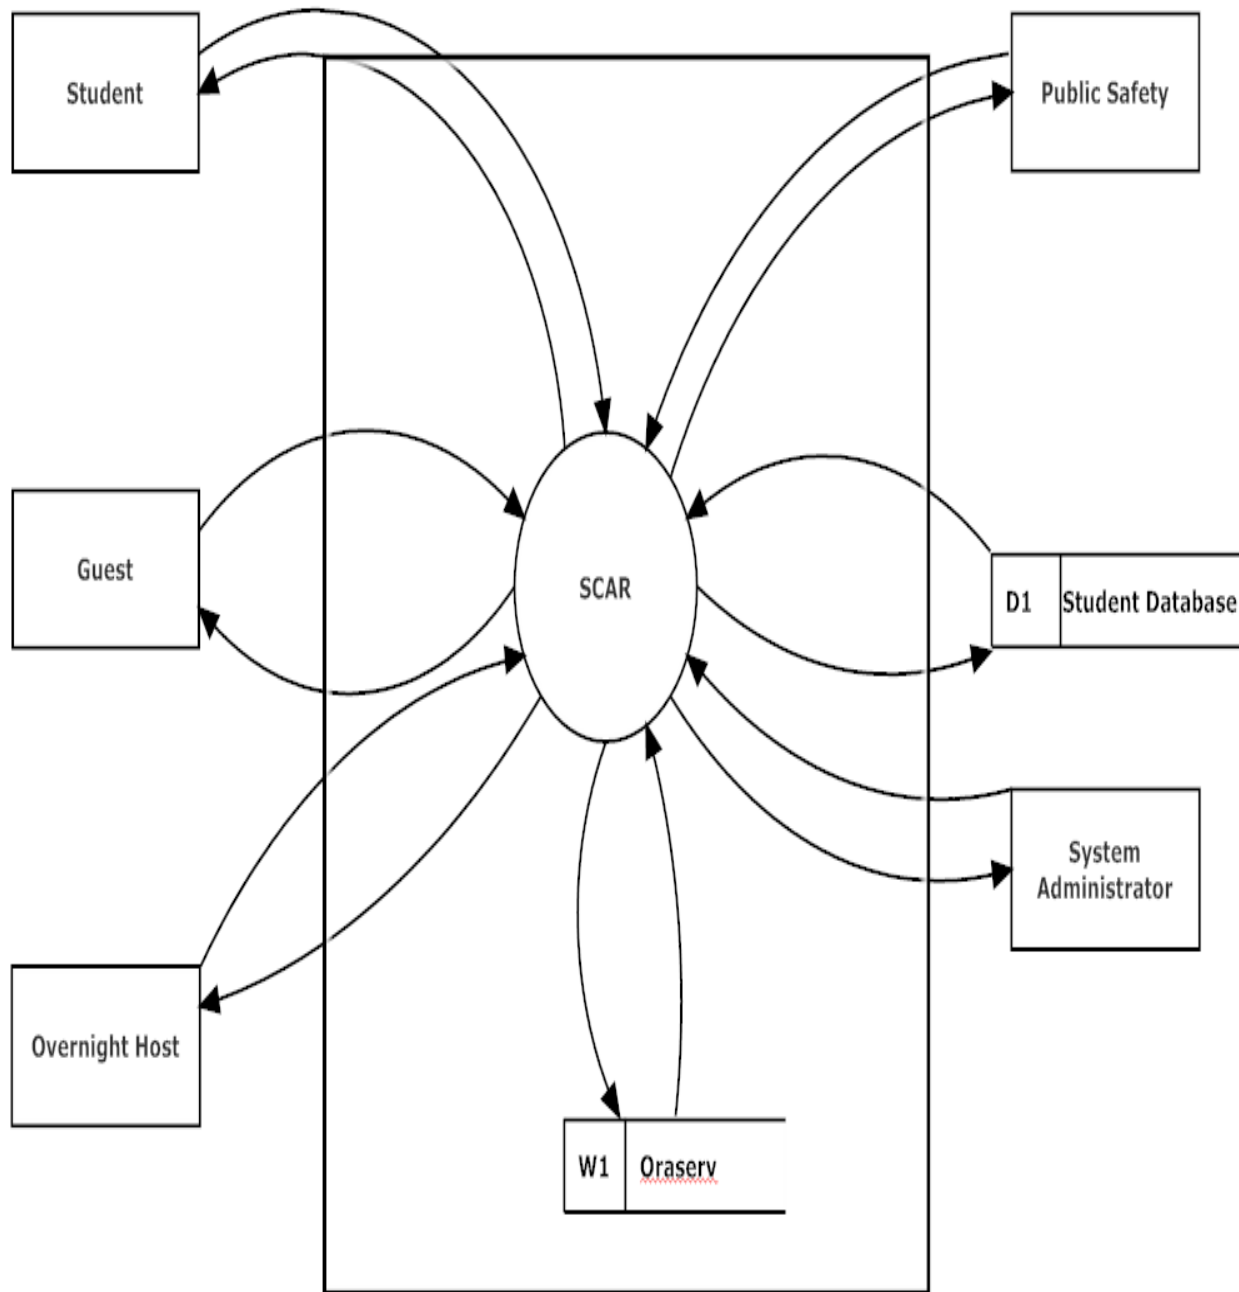 Student
Public Safety
Guest
SCAR
D1
Student Database
System
Administrator
Overnight Host
W1
Oraserv